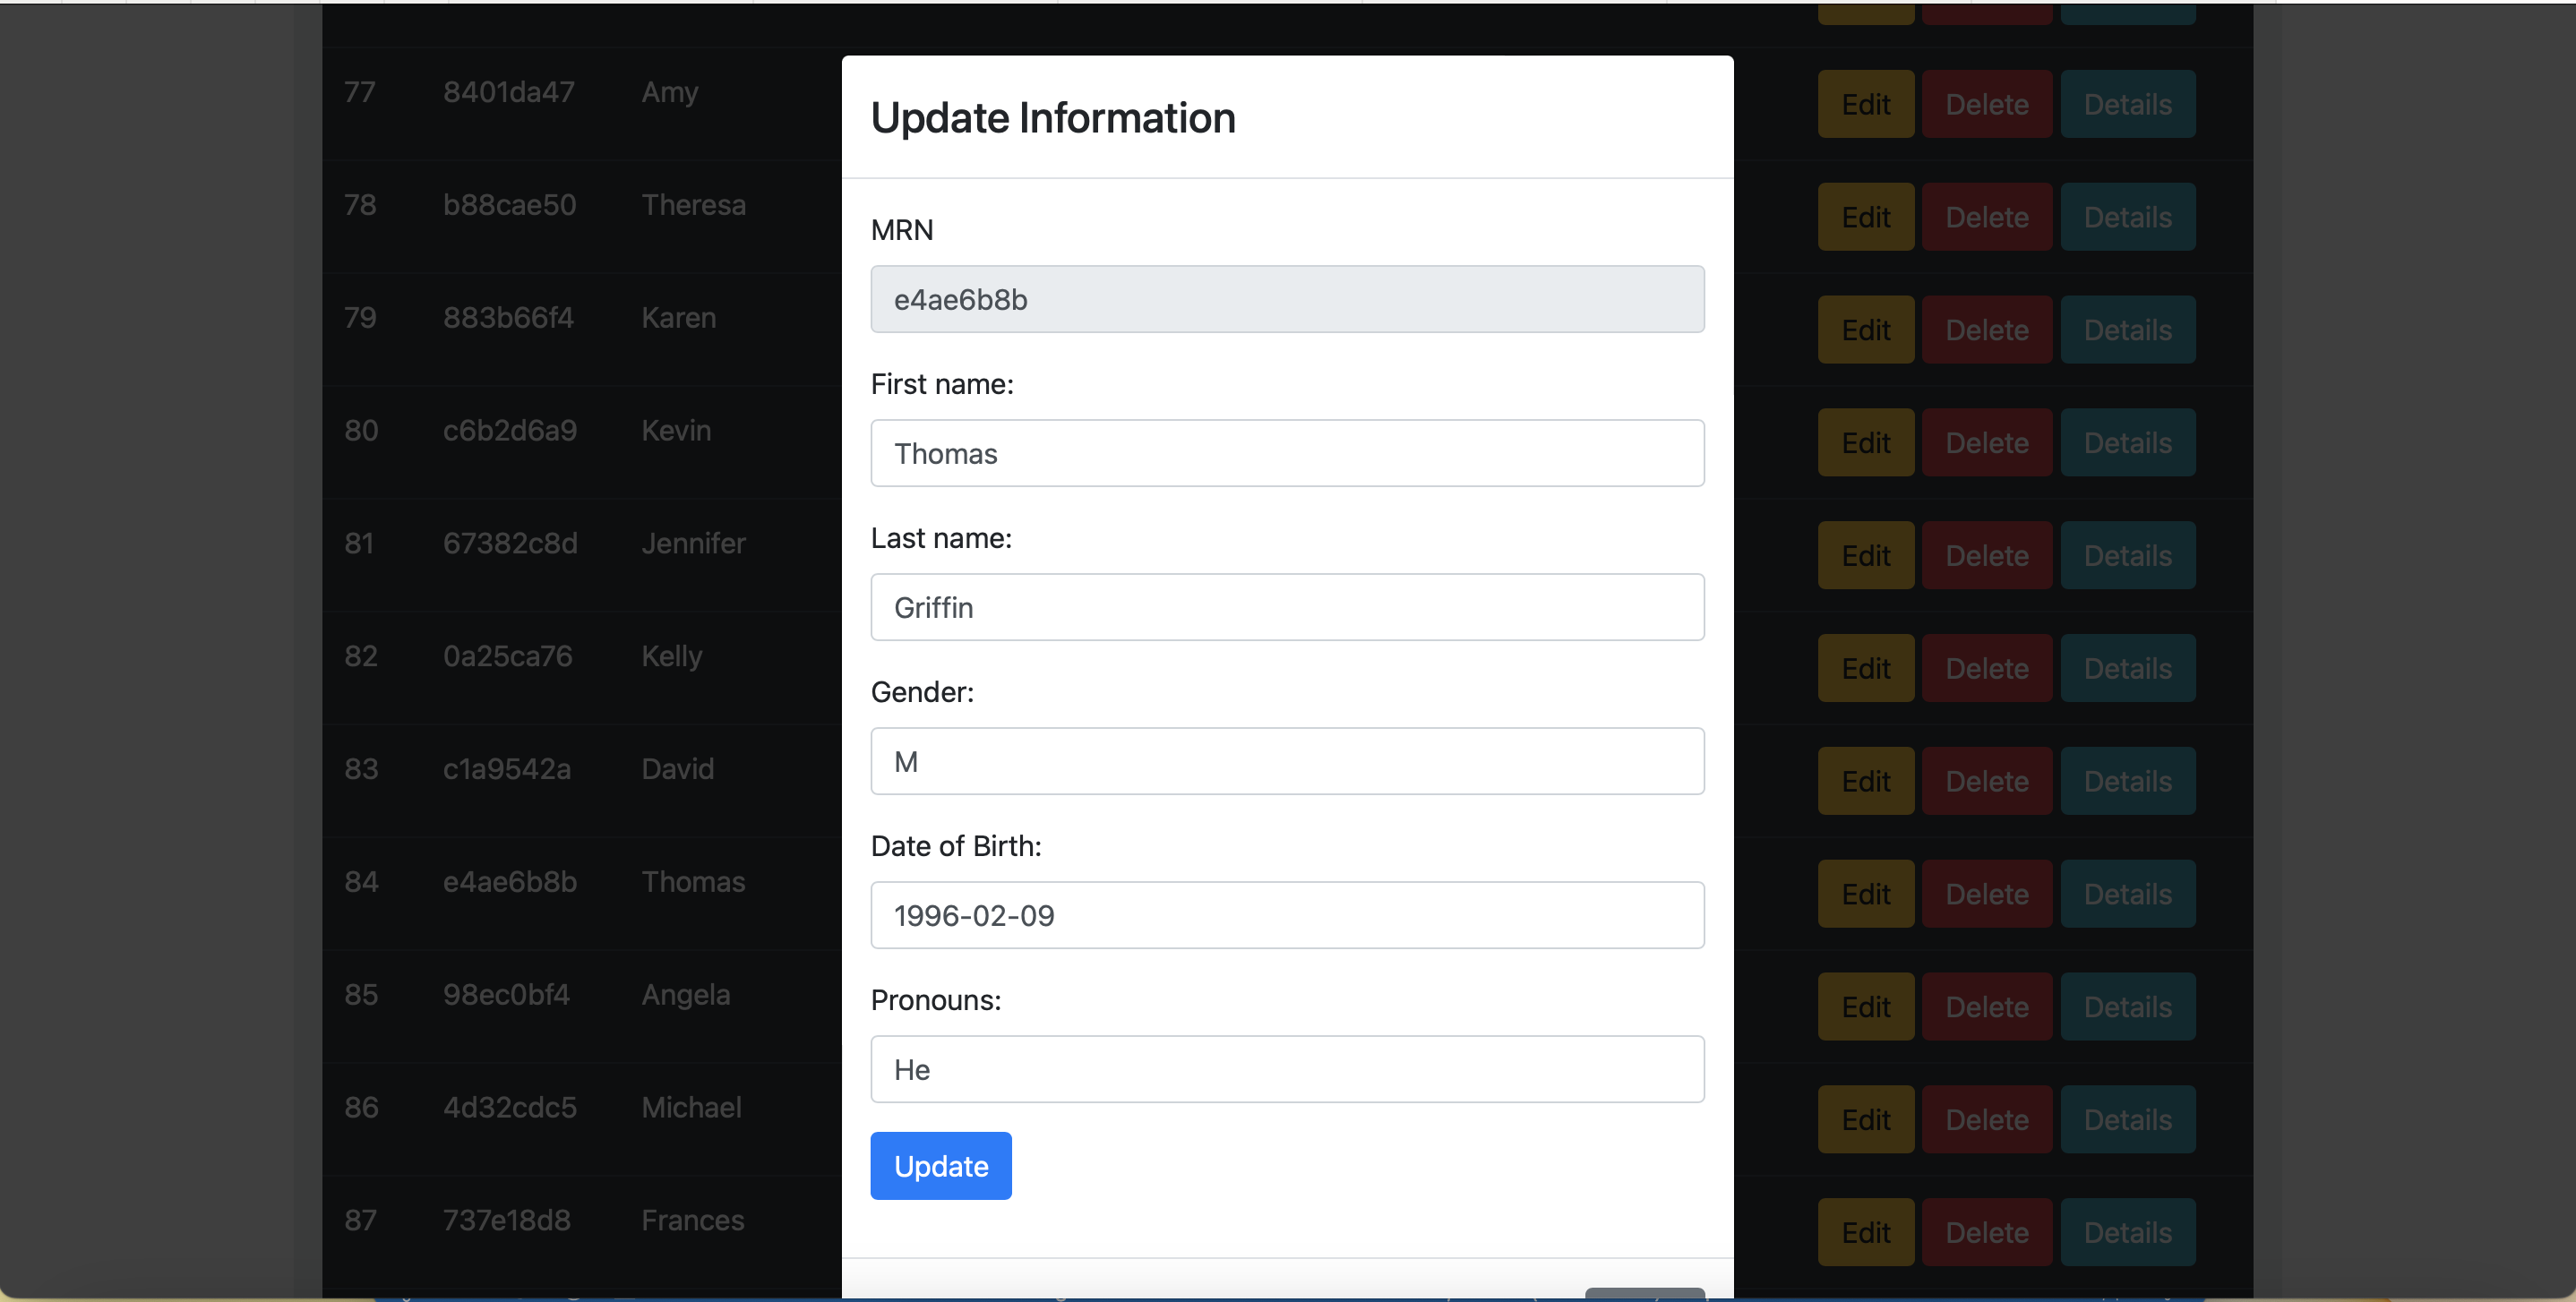 Update Information
MRN
e4ae6b8b
First name:
Thomas
Last name:
Griffin
Gender:
M
Date of Birth:
1996-02-09
Pronouns:
He
Update
77 8401da47 Amy Edit Delete Details
78 b88cae50 Theresa Edit Delete Details
79 883b66f4 Karen Edit Delete Details
80 c6b2d6a9 Kevin Edit Delete Details
81 67382c8d Jennifer Edit Delete Details
82 0a25ca76 Kelly Edit Delete Details
83 c1a9542a David Edit Delete Details
84 e4ae6b8b Thomas Edit Delete Details
85 98ec0bf4 Angela Edit Delete Details
86 4d32cdc5 Michael Edit Delete Details
87 737e18d8 Frances Edit Delete Details